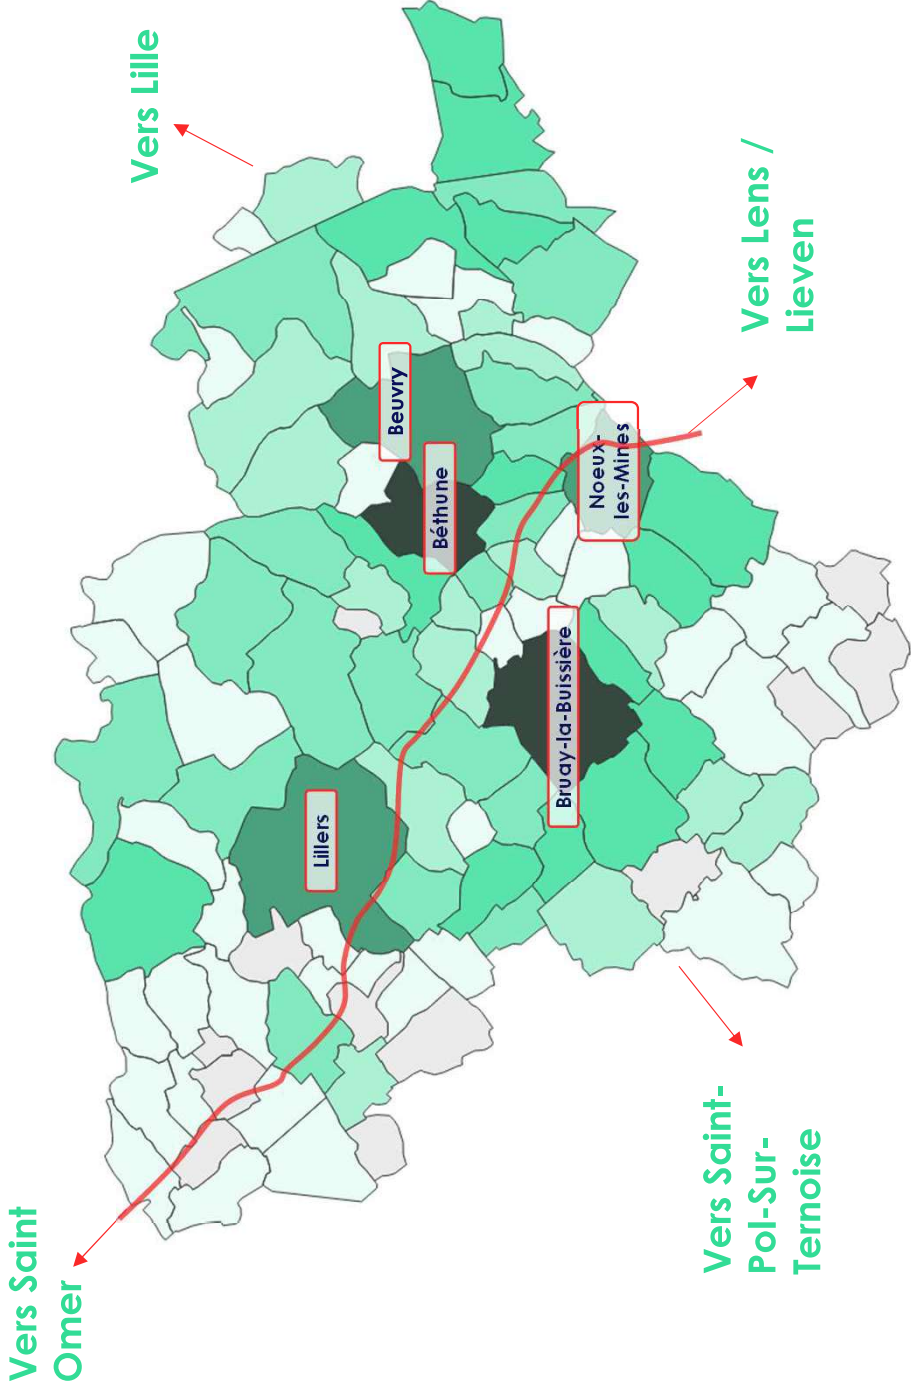 Vers Saint
Omer
Vers Lille
Lillers
Béthune
Beuvry
Bruay-la-Buissière
Noeux-
les-Mines
Vers Saint-
Pol-Sur-
Ternoise
Vers Lens /
Lieven